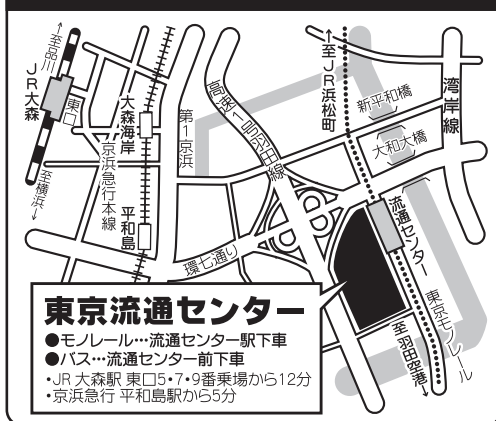 ←至品川
JR大森
至横浜→
東口
大森海岸
京浜急行本線
平和島
第1京浜
高速1号羽田線
←至JR浜松町
新平和橋
大和大橋
湾岸線
環七通り
流通センター
東京モノレール
至羽田空港→
東京流通センター
●モノレール…流通センター駅下車
●バス…流通センター前下車
・JR 大森駅 東口5・7・9番乗場から12分
・京浜急行 平和島駅から5分